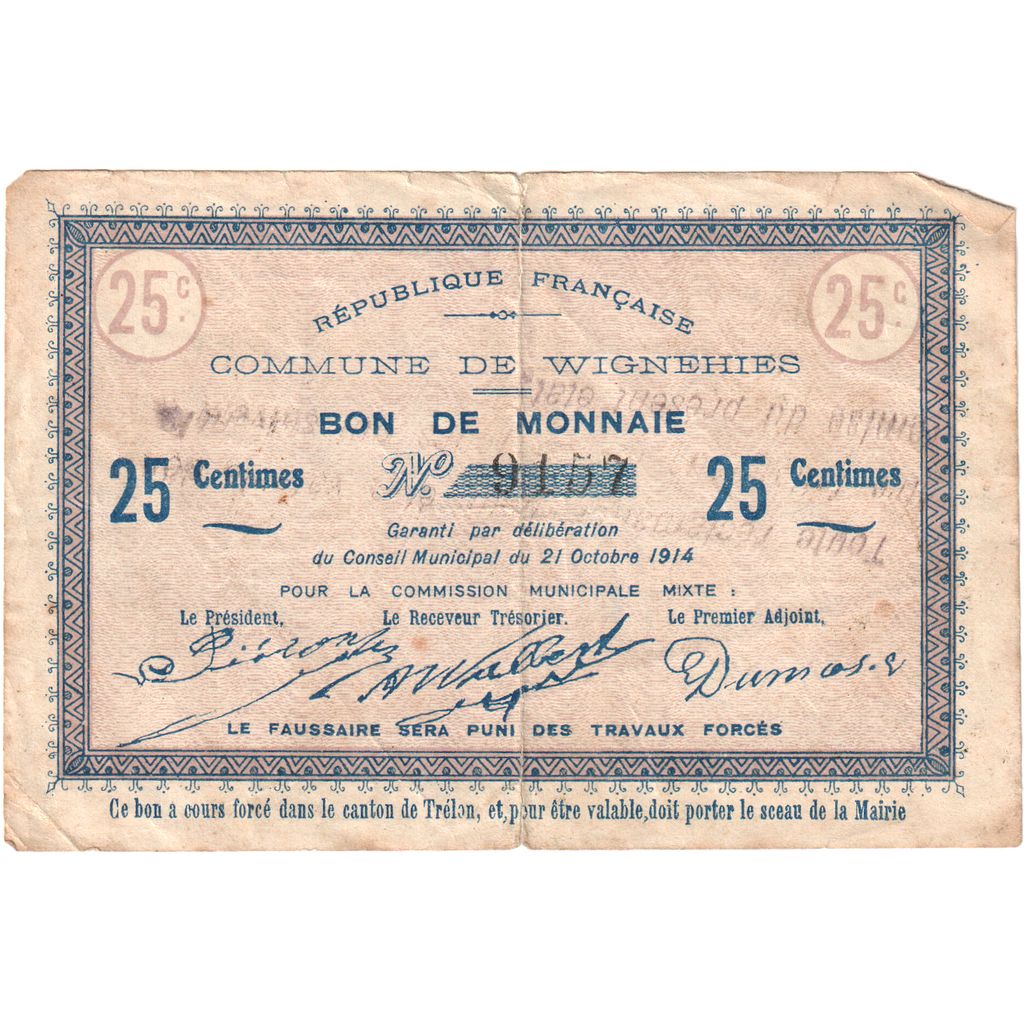 25c.
RÉPUBLIQUE FRANÇAISE
25c.
COMMUNE DE WIGNEHIES
BON DE MONNAIE
25 Centimes
No. 9157
25 Centimes
Garanti par délibération
du Conseil Municipal du 21 Octobre 1914
POUR LA COMMISSION MUNICIPALE MIXTE :
Le Président, Le Receveur Trésorier. Le Premier Adjoint,
LE FAUSSAIRE SERA PUNI DES TRAVAUX FORCÉS
Ce bon a cours forcé dans le canton de Trélon, et, pour être valable, doit porter le sceau de la Mairie